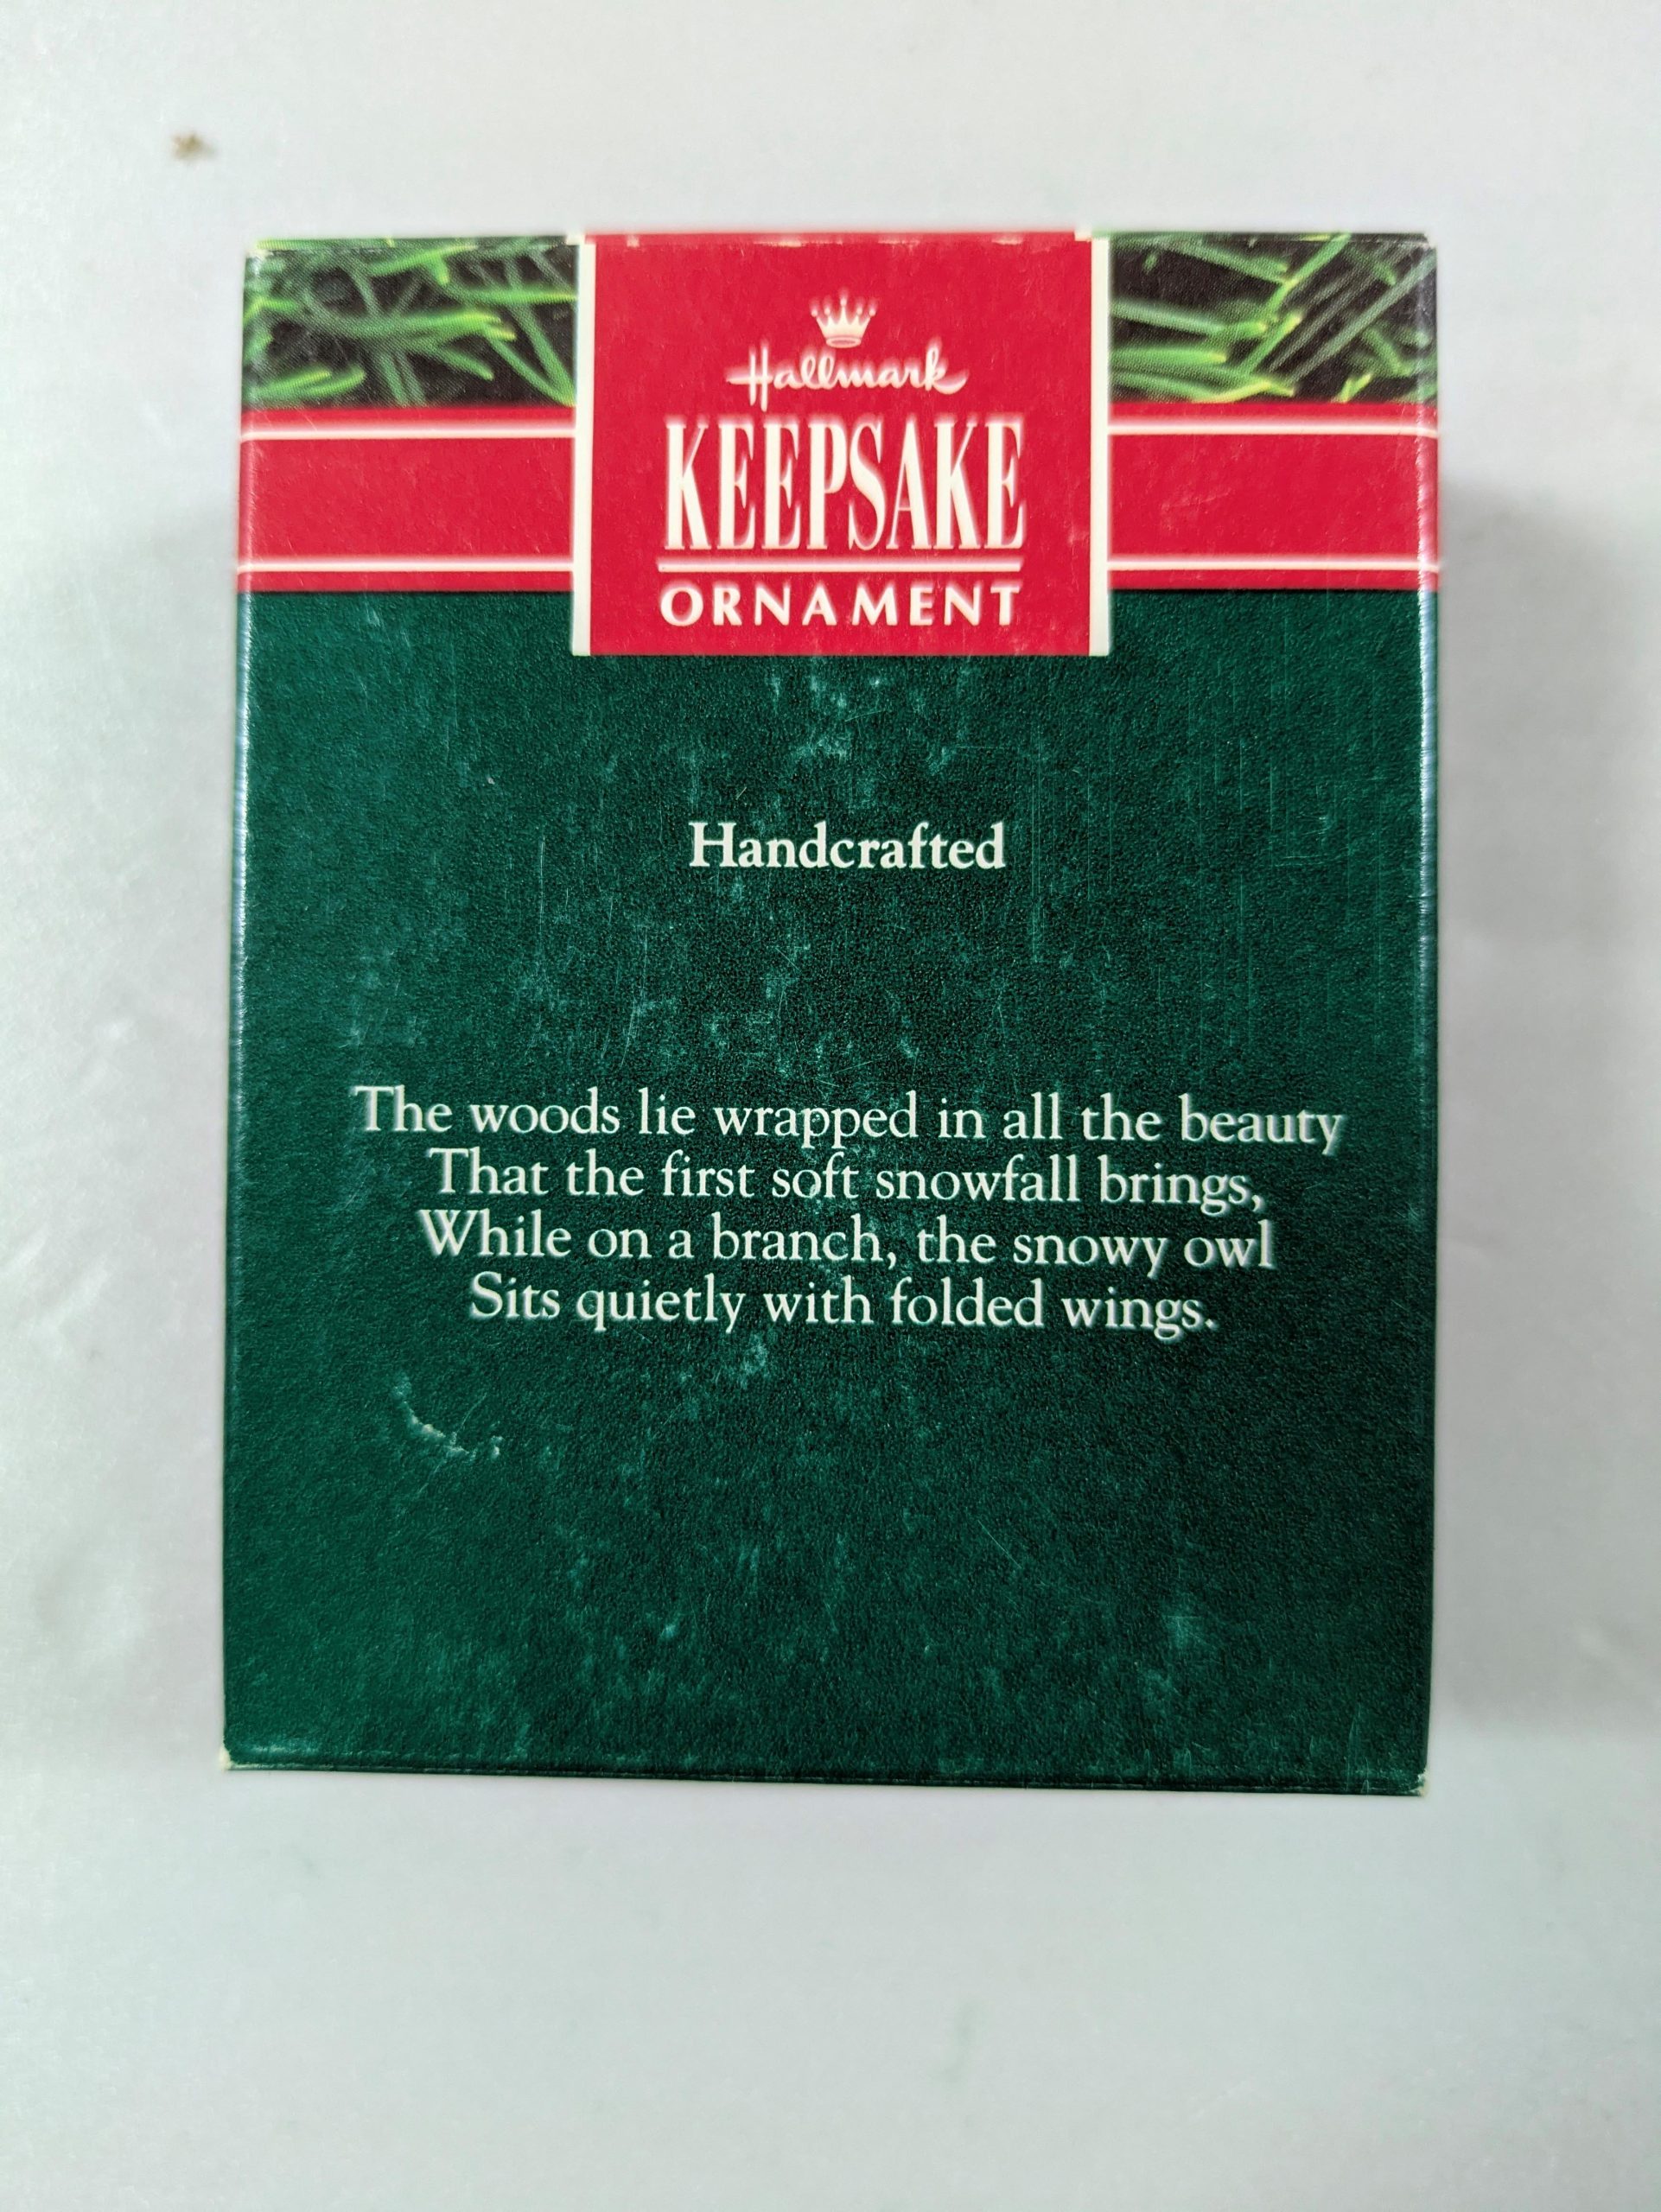 Hallmark
KEEPSAKE
ORNAMENT
Handcrafted
The woods lie wrapped in all the beauty
That the first soft snowfall brings,
While on a branch, the snowy owl
Sits quietly with folded wings.